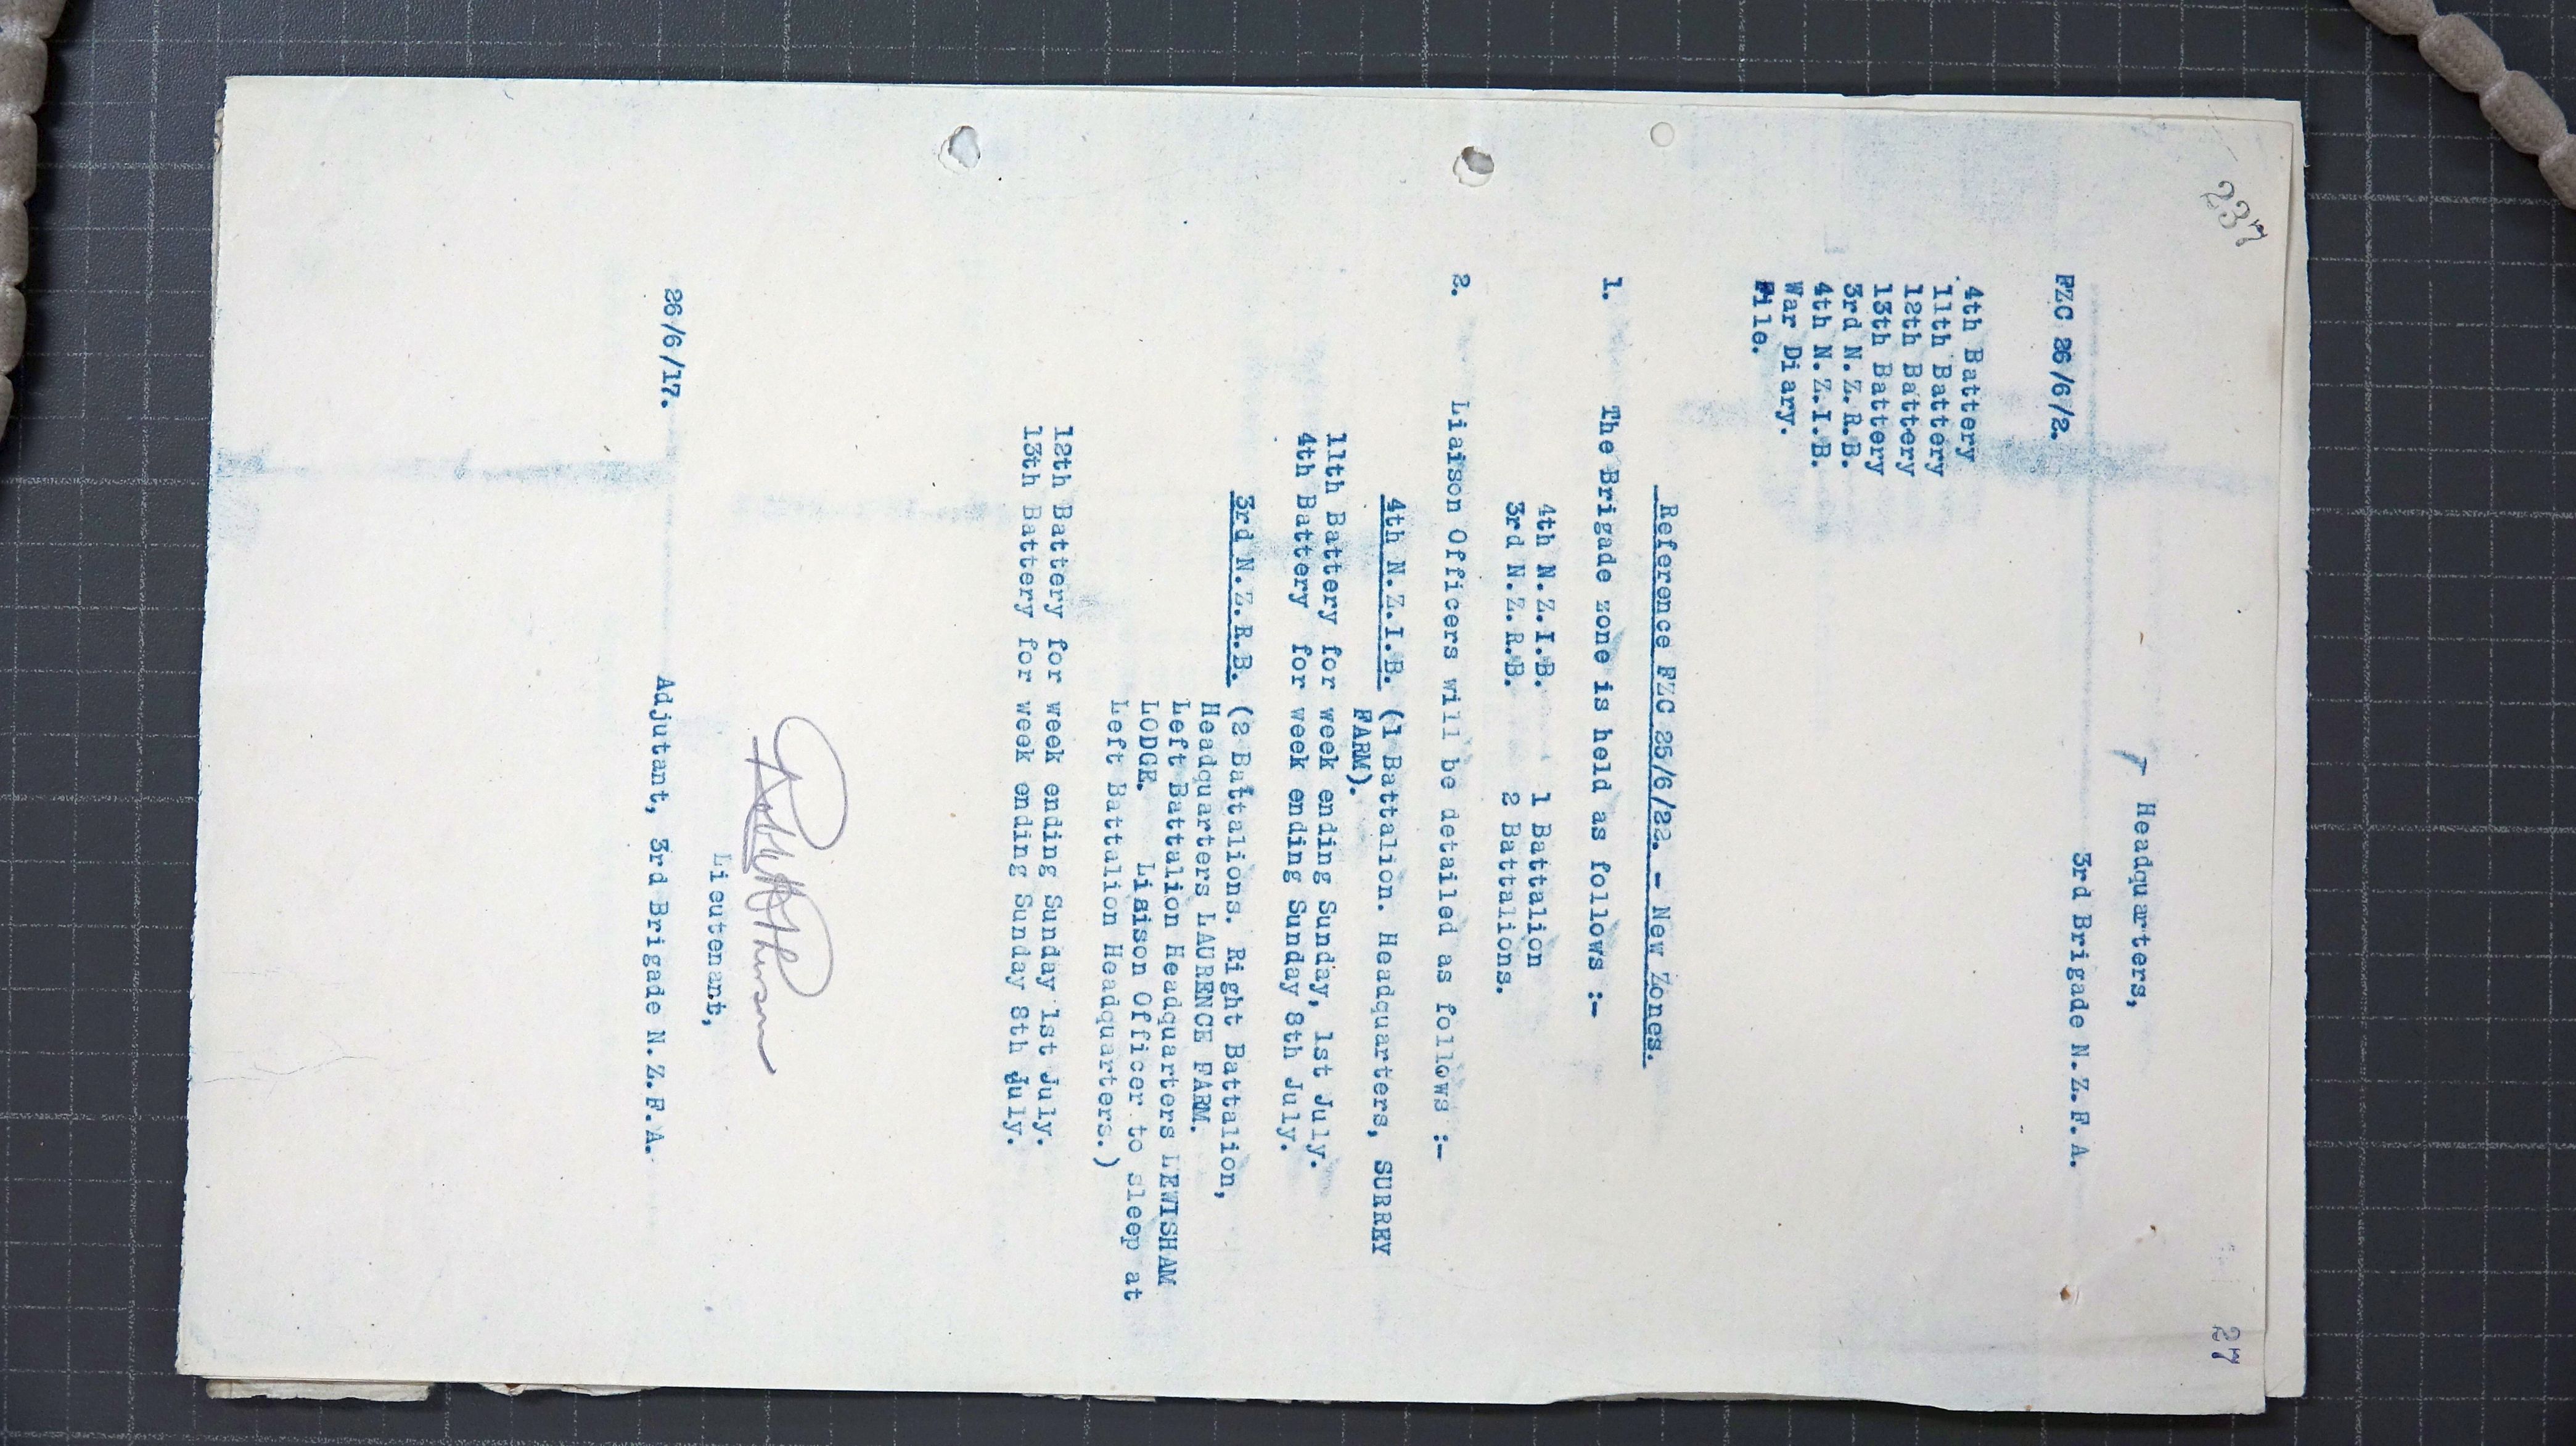 237
27
Headquarters,
3rd Brigade N.Z.F.A.
FZC 26/6/2.
4th Battery
11th Battery
12th Battery
13th Battery
3rd N.Z.R.B.
4th N.Z.I.B.
War Diary.
File.
Reference FZC 25/6/22. - New Zones.
1. The Brigade zone is held as follows :-
4th N.Z.I.B. 1 Battalion
3rd N.Z.R.B. 2 Battalions.
2. Liaison Officers will be detailed as follows :-
4th N.Z.I.B. (1 Battalion. Headquarters, SURREY
FARM).
11th Battery for week ending Sunday, 1st July.
4th Battery for week ending Sunday 8th July.
3rd N.Z.R.B. (2 Battalions. Right Battalion,
Headquarters LAURENCE FARM.
Left Battalion Headquarters LEWISHAM
LODGE. Liaison Officer to sleep at
Left Battalion Headquarters.)
12th Battery for week ending Sunday 1st July.
13th Battery for week ending Sunday 8th July.
Lieutenant,
26/6/17. Adjutant, 3rd Brigade N.Z.F.A.